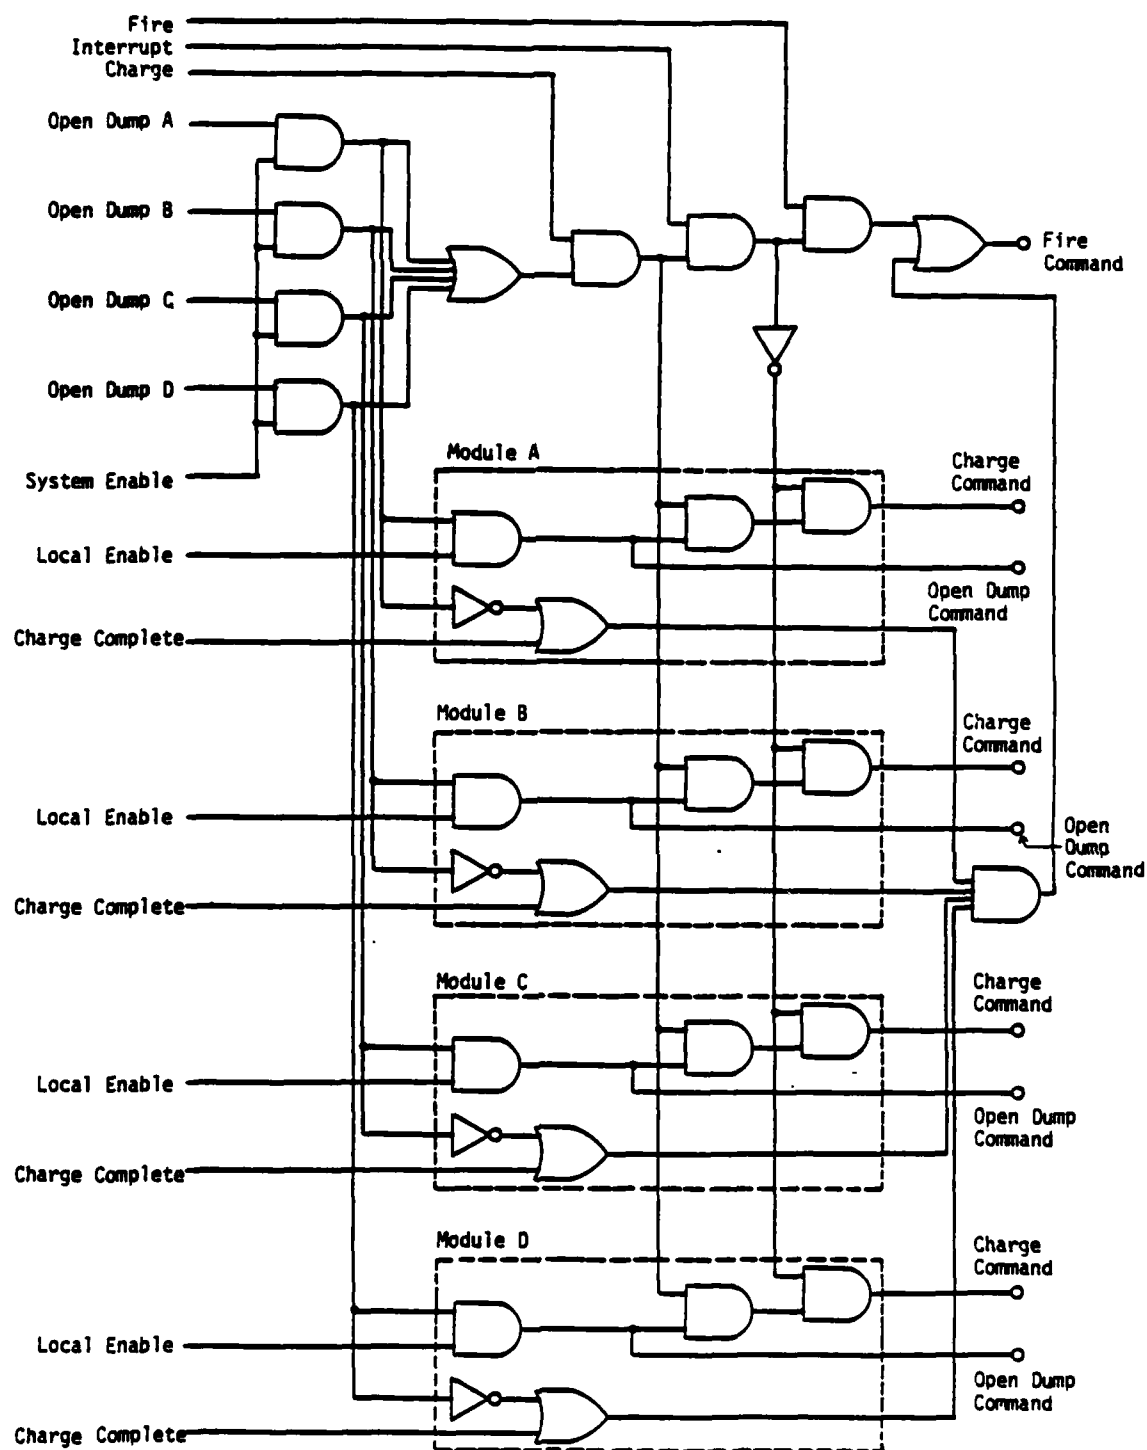 Fire
Interrupt
Charge
Open Dump A
Open Dump B
Open Dump C
Open Dump D
System Enable
Fire
Command
Module A
Charge
Command
Local Enable
Open Dump
Command
Charge Complete
Module B
Charge
Command
Local Enable
Open
Dump
Command
Charge Complete
Module C
Charge
Command
Local Enable
Open Dump
Command
Charge Complete
Module D
Charge
Command
Local Enable
Open Dump
Command
Charge Complete